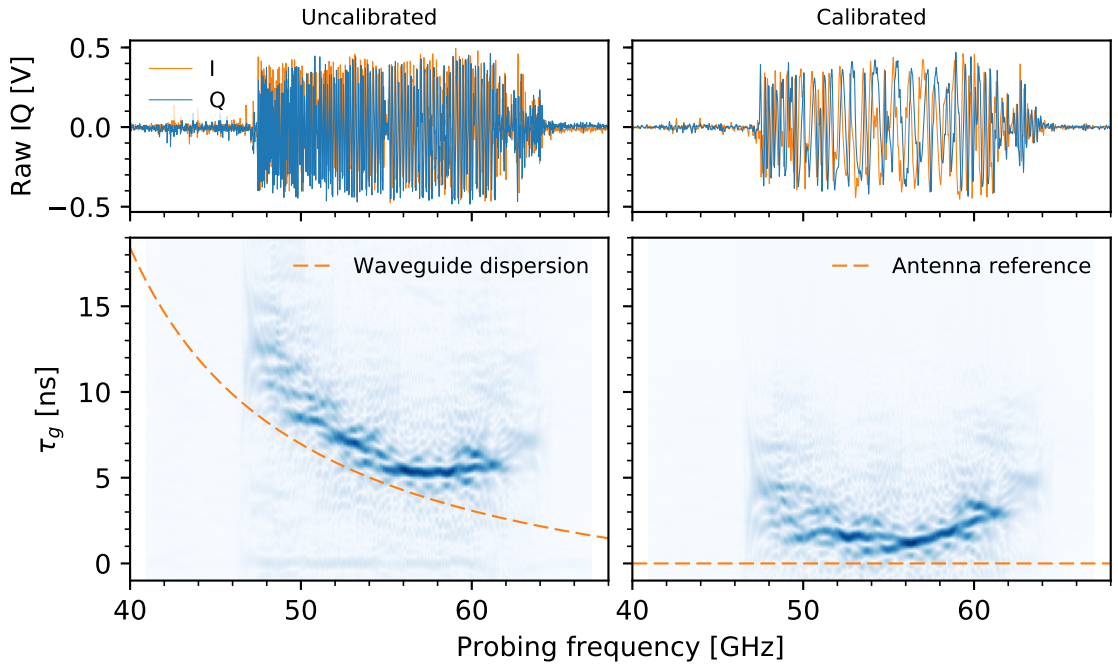 Uncalibrated
Calibrated
Raw IQ [V]
0.5
0.0
−0.5
I
Q
τg [ns]
15
10
5
0
Waveguide dispersion
Antenna reference
40
50
60
40
50
60
Probing frequency [GHz]